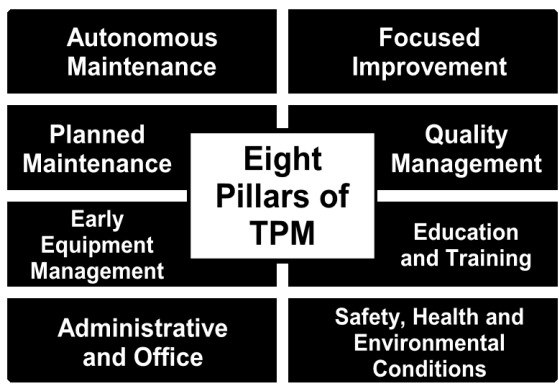 Autonomous
Maintenance
Focused
Improvement
Planned
Maintenance
Eight
Pillars of
TPM
Quality
Management
Early
Equipment
Management
Education
and Training
Administrative
and Office
Safety, Health and
Environmental
Conditions